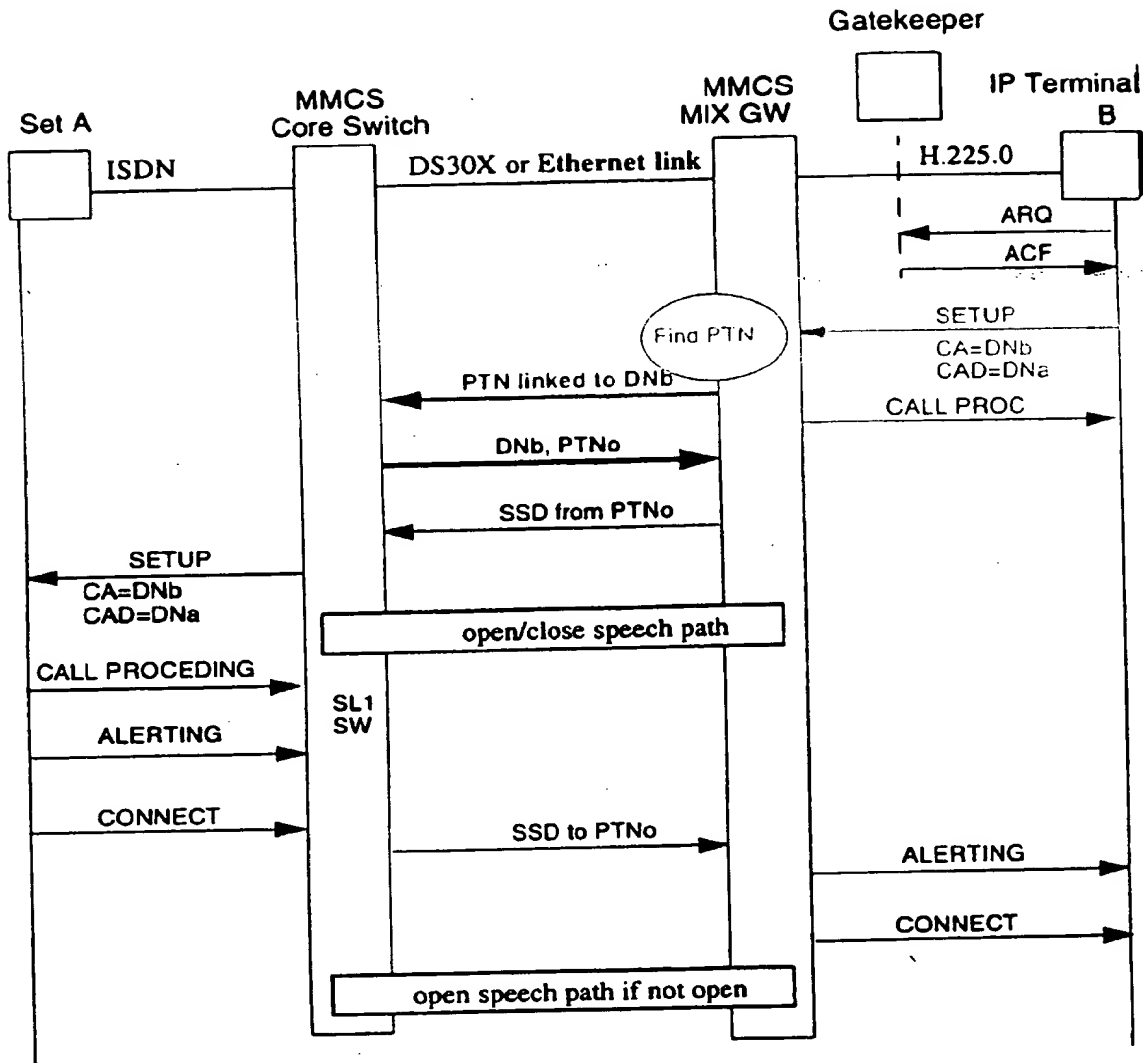 Gatekeeper
Set A
MMCS
Core Switch
MMCS
MIX GW
IP Terminal
B
ISDN
DS30X or Ethernet link
H.225.0
ARQ
ACF
SETUP
CA=DNb
CAD=DNa
Find PTN
PTN linked to DNb
CALL PROC
DNb, PTNo
SSD from PTNo
SETUP
CA=DNb
CAD=DNa
open/close speech path
CALL PROCEDING
SL1
SW
ALERTING
CONNECT
SSD to PTNo
ALERTING
CONNECT
open speech path if not open